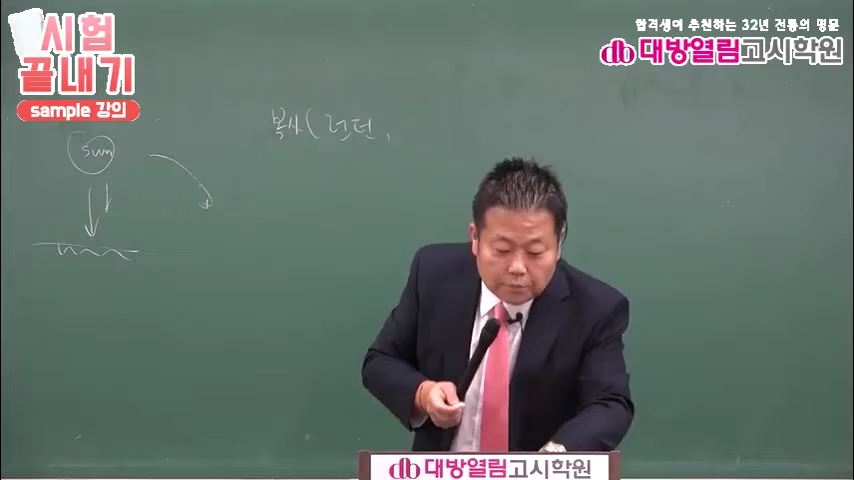 시험
끝내기
sample 강의
합격생이 추천하는 32년 전통의 명문
db 대방열림고시학원
복사( 런던,
sun
db 대방열림고시학원